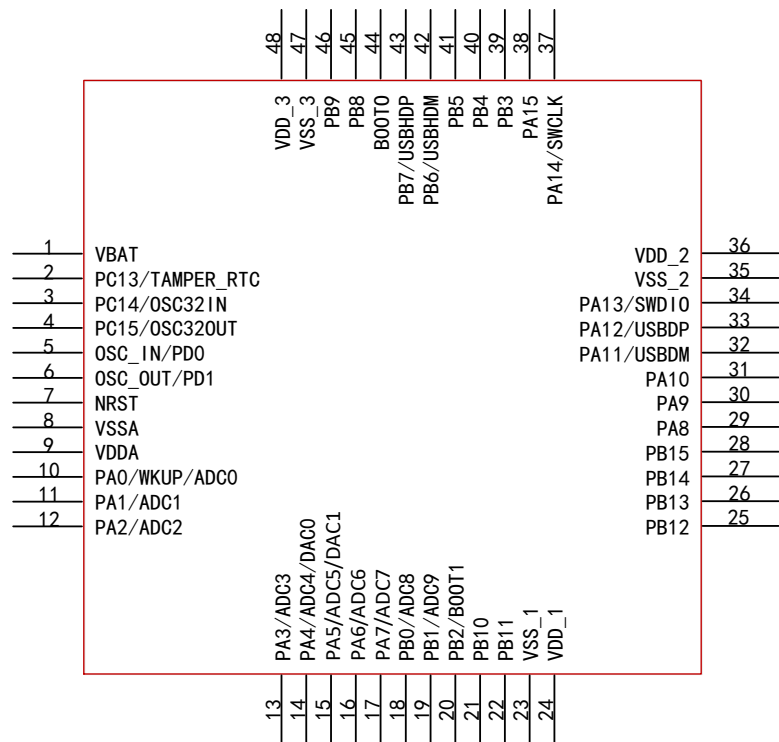 48
47
46
45
44
43
42
41
40
39
38
37
VDD_3
VSS_3
PB9
PB8
BOOT0
PB7/USBHDP
PB6/USBHDM
PB5
PB4
PB3
PA15
PA14/SWCLK
1 VBAT
2 PC13/TAMPER_RTC
3 PC14/OSC32IN
4 PC15/OSC32OUT
5 OSC_IN/PD0
6 OSC_OUT/PD1
7 NRST
8 VSSA
9 VDDA
10 PA0/WKUP/ADC0
11 PA1/ADC1
12 PA2/ADC2
VDD_2 36
VSS_2 35
PA13/SWDIO 34
PA12/USBDP 33
PA11/USBDM 32
PA10 31
PA9 30
PA8 29
PB15 28
PB14 27
PB13 26
PB12 25
PA3/ADC3
PA4/ADC4/DAC0
PA5/ADC5/DAC1
PA6/ADC6
PA7/ADC7
PB0/ADC8
PB1/ADC9
PB2/BOOT1
PB10
PB11
VSS_1
VDD_1
13
14
15
16
17
18
19
20
21
22
23
24